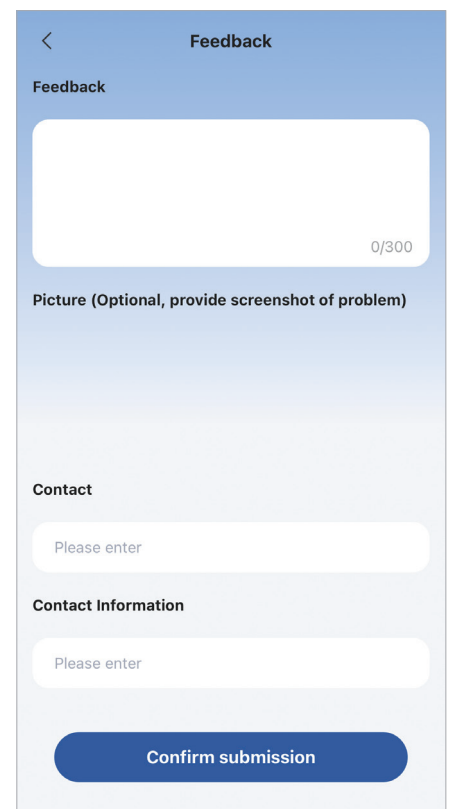 Feedback
Feedback
0/300
Picture (Optional, provide screenshot of problem)
Contact
Please enter
Contact Information
Please enter
Confirm submission